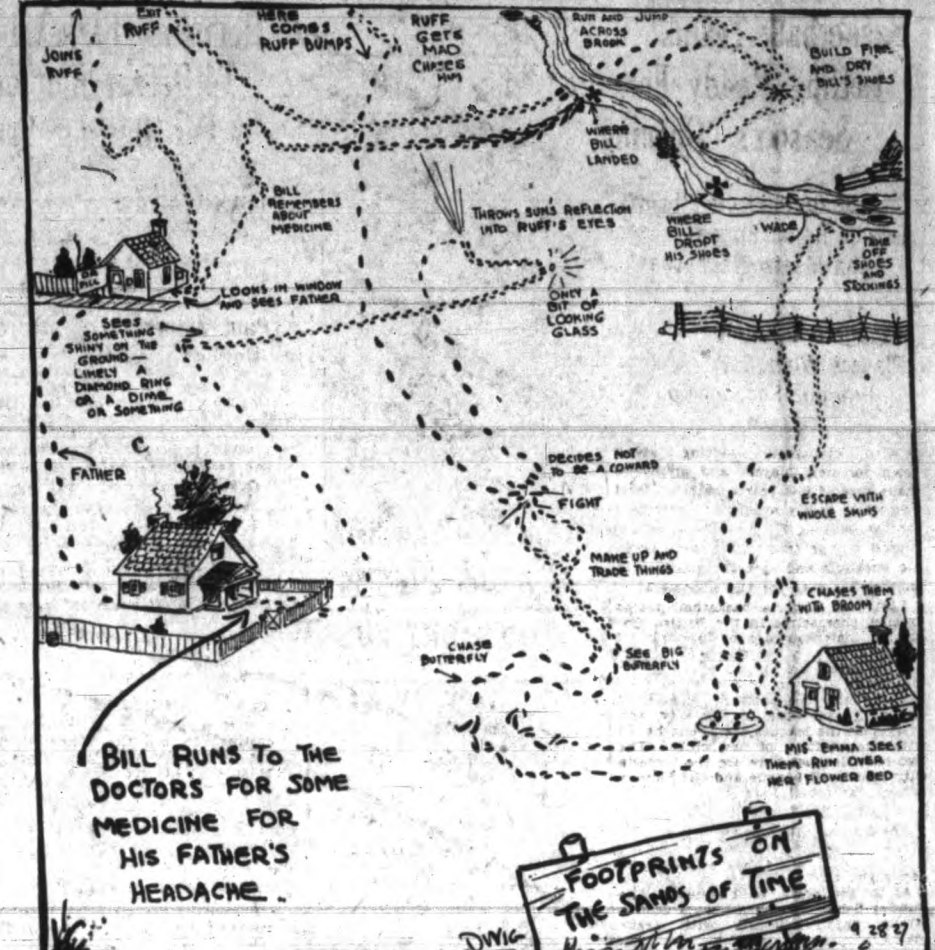 JOINS
RUFF
EXIT
RUFF
HERE
COMES
RUFF BUMPS
RUFF
GETS
MAD
CHASES
HIM
RUN AND JUMP
ACROSS
BROOK
BUILD FIRE
AND DRY
BILL'S SHOES
WHERE
BILL
LANDED
BILL
REMEMBERS
ABOUT
MEDICINE
THROWS SUN'S REFLECTION
INTO RUFF'S EYES
WHERE
BILL
DROPT
HIS SHOES
WADE
TAKE
OFF
SHOES
AND
STOCKINGS
DR
PILL
LOOKS IN WINDOW
AND SEES FATHER
ONLY A
BIT OF
LOOKING
GLASS
SEES
SOMETHING
SHINY ON THE
GROUND—
LIKELY A
DIAMOND RING
OR A DIME
OR SOMETHING
FATHER
DECIDES NOT
TO BE A COWARD
FIGHT
ESCAPE WITH
WHOLE SKINS
MAKE UP AND
TRADE THINGS
CHASES THEM
WITH BROOM
CHASE
BUTTERFLY
SEE BIG
BUTTERFLY
MIS' EMMA SEES
THEM RUN OVER
HER FLOWER BED
BILL RUNS TO THE
DOCTOR'S FOR SOME
MEDICINE FOR
HIS FATHER'S
HEADACHE.
FOOTPRINTS ON
THE SANDS OF TIME
DWIG
9 28 27